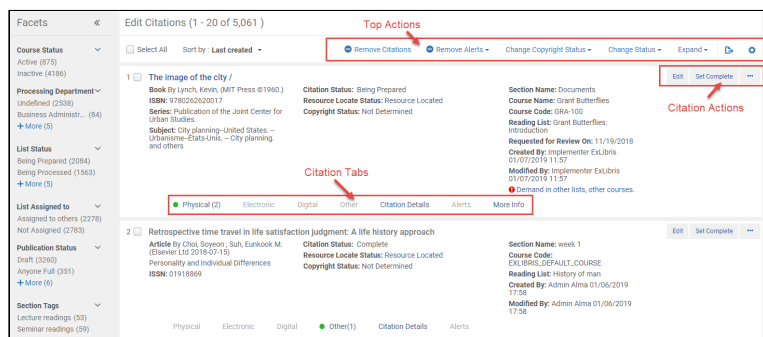 Facets «
Course Status
Active (875)
Inactive (4186)
Processing Department
Undefined (2538)
Business Administr... (84)
+ More (5)
List Status
Being Prepared (2084)
Being Processed (1563)
+ More (5)
List Assigned to
Assigned to others (2278)
Not Assigned (2783)
Publication Status
Draft (3260)
Anyone Full (351)
+ More (6)
Section Tags
Lecture readings (53)
Seminar readings (59)
Edit Citations (1 - 20 of 5,061 )
Top Actions
Select All Sort by : Last created
Remove Citations Remove Alerts Change Copyright Status Change Status Expand
1 The image of the city /
Edit Set Complete ...
Citation Actions
Book By Lynch, Kevin, (MIT Press ©1960.)
ISBN: 9780262620017
Series: Publication of the Joint Center for
Urban Studies.
Subject: City planning--United States. --
Urbanisme--États-Unis. -- City planning.
and others
Citation Status: Being Prepared
Resource Locate Status: Resource Located
Copyright Status: Not Determined
Section Name: Documents
Course Name: Grant Butterflies
Course Code: GRA-100
Reading List: Grant Butterflies:
Introduction
Requested for Review On: 11/19/2018
Created By: Implementer ExLibris
01/07/2019 11:57
Modified By: Implementer ExLibris
01/07/2019 11:57
Demand in other lists, other courses.
Citation Tabs
Physical (2) Electronic Digital Other Citation Details Alerts More Info
2 Retrospective time travel in life satisfaction judgment: A life history approach
Edit Set Complete ...
Article By Choi, Soyeon ; Suh, Eunkook M.
(Elsevier Ltd 2018-07-15)
Personality and Individual Differences
ISSN: 01918869
Citation Status: Complete
Resource Locate Status: Resource Located
Copyright Status: Not Determined
Section Name: week 1
Course Code:
EXLIBRIS_DEFAULT_COURSE
Reading List: History of man
Created By: Admin Alma 01/06/2019
17:58
Modified By: Admin Alma 01/06/2019
17:58
Physical Electronic Digital Other(1) Citation Details Alerts